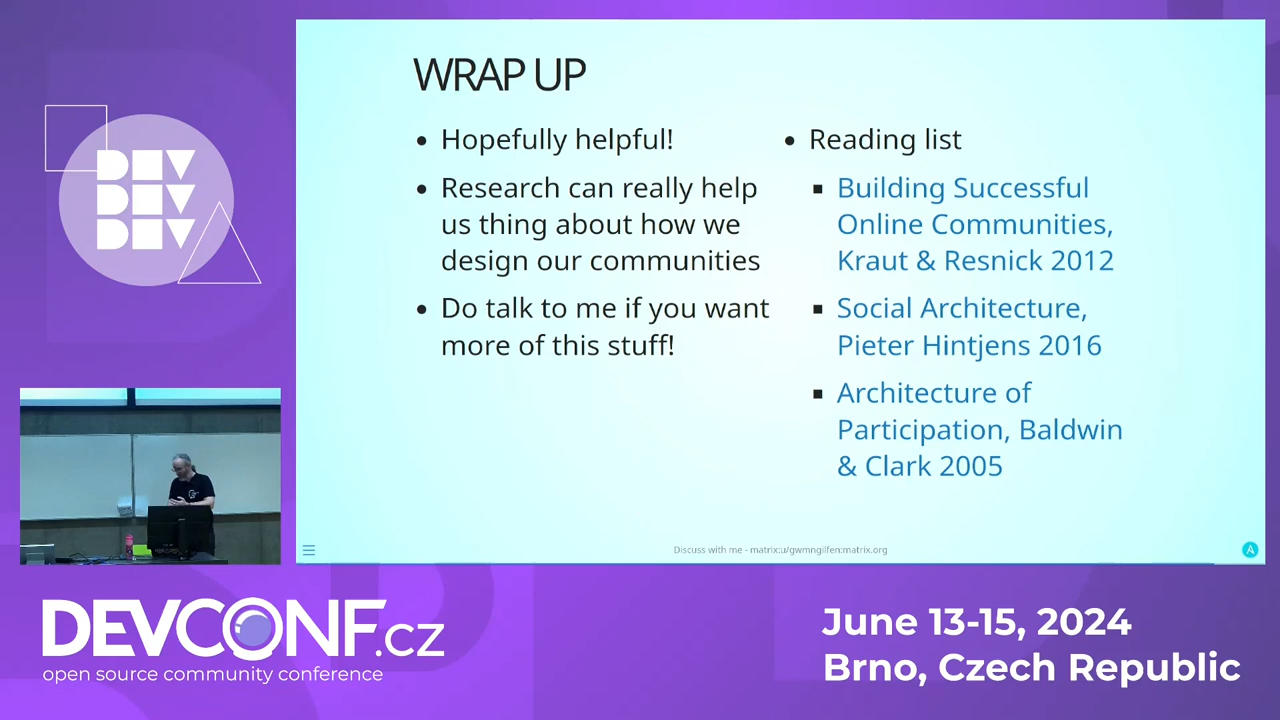 DEV
DEV
DEV
WRAP UP
Hopefully helpful!
Research can really help
us thing about how we
design our communities
Do talk to me if you want
more of this stuff!
Reading list
Building Successful
Online Communities,
Kraut & Resnick 2012
Social Architecture,
Pieter Hintjens 2016
Architecture of
Participation, Baldwin
& Clark 2005
Discuss with me - matrix:u/gwmngilfen:matrix.org
A
DEVCONF.cz
open source community conference
June 13-15, 2024
Brno, Czech Republic